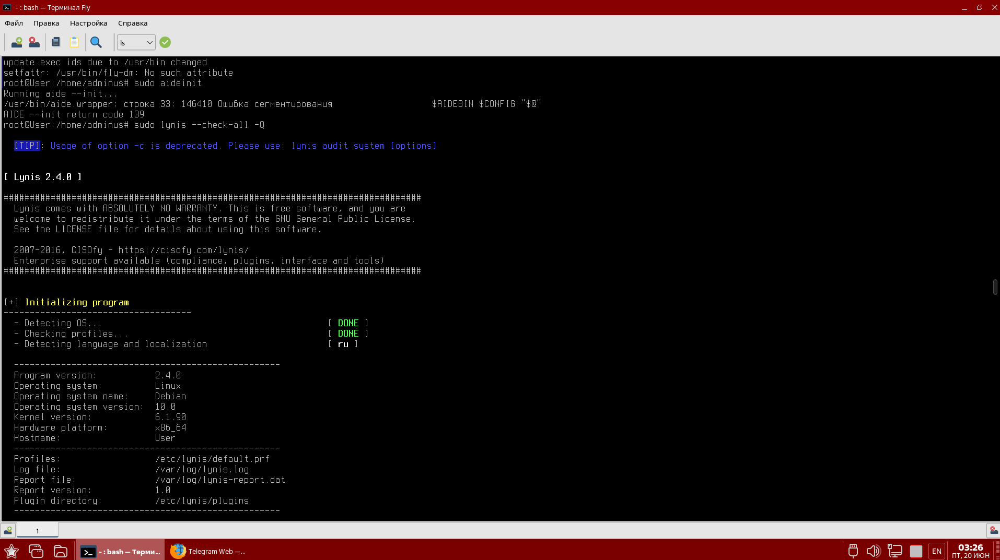 - : bash — Терминал Fly
Файл Правка Настройка Справка
ls
update exec ids due to /usr/bin changed
setfattr: /usr/bin/fly-dm: No such attribute
root@User:/home/adminus# sudo aideinit
Running aide --init...
/usr/bin/aide.wrapper: строка 33: 146410 Ошибка сегментирования $AIDEBIN $CONFIG "$@"
AIDE --init return code 139
root@User:/home/adminus# sudo lynis --check-all -Q
[TIP]: Usage of option -c is deprecated. Please use: lynis audit system [options]
[ Lynis 2.4.0 ]
################################################################################
Lynis comes with ABSOLUTELY NO WARRANTY. This is free software, and you are
welcome to redistribute it under the terms of the GNU General Public License.
See the LICENSE file for details about using this software.
2007-2016, CISOfy - https://cisofy.com/lynis/
Enterprise support available (compliance, plugins, interface and tools)
################################################################################
[+] Initializing program
------------------------------------
- Detecting OS... [ DONE ]
- Checking profiles... [ DONE ]
- Detecting language and localization [ ru ]
---------------------------------------------------
Program version: 2.4.0
Operating system: Linux
Operating system name: Debian
Operating system version: 10.0
Kernel version: 6.1.90
Hardware platform: x86_64
Hostname: User
---------------------------------------------------
Profiles: /etc/lynis/default.prf
Log file: /var/log/lynis.log
Report file: /var/log/lynis-report.dat
Report version: 1.0
Plugin directory: /etc/lynis/plugins
---------------------------------------------------
1
- : bash — Терми...
Telegram Web —...
EN
03:26
ПТ, 20 ИЮН